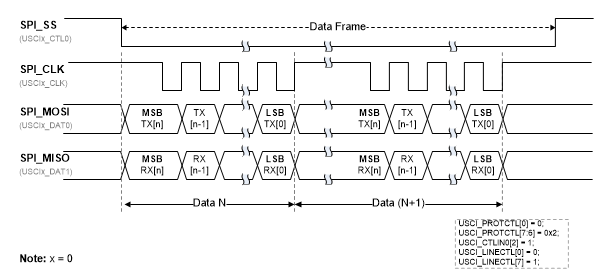 SPI_SS
(USCIx_CTL0)
Data Frame
SPI_CLK
(USCIx_CLK)
SPI_MOSI
(USCIx_DAT0)
MSB
TX[n]
TX
[n-1]
LSB
TX[0]
MSB
TX[n]
TX
[n-1]
LSB
TX[0]
SPI_MISO
(USCIx_DAT1)
MSB
RX[n]
RX
[n-1]
LSB
RX[0]
MSB
RX[n]
RX
[n-1]
LSB
RX[0]
Data N
Data (N+1)
USCI_PROTCTL[0] = 0;
USCI_PROTCTL[7:6] = 0x2;
USCI_CTLIN0[2] = 1;
USCI_LINECTL[0] = 0;
USCI_LINECTL[7] = 1;
Note: x = 0